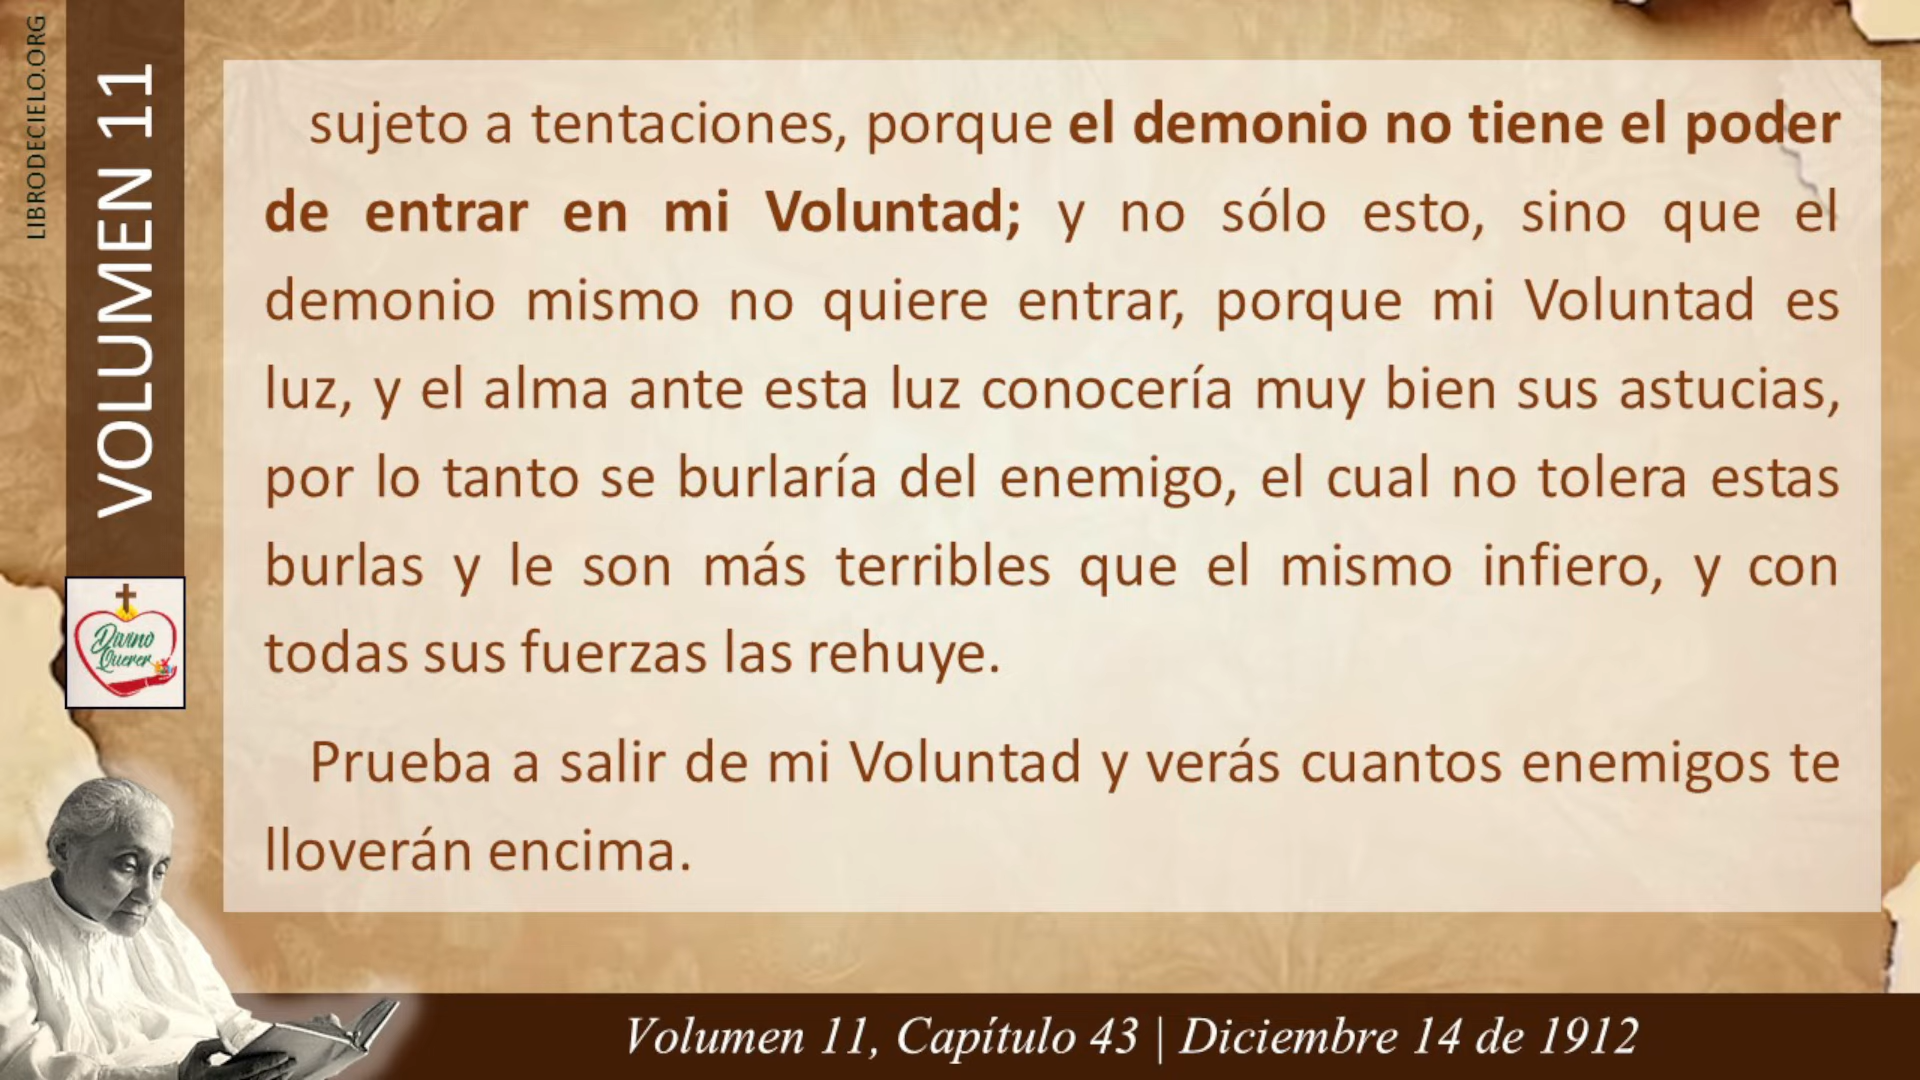 LIBRODECIELO.ORG
VOLUMEN 11
sujeto a tentaciones, porque el demonio no tiene el poder
de entrar en mi Voluntad; y no sólo esto, sino que el
demonio mismo no quiere entrar, porque mi Voluntad es
luz, y el alma ante esta luz conocería muy bien sus astucias,
por lo tanto se burlaría del enemigo, el cual no tolera estas
burlas y le son más terribles que el mismo infiero, y con
todas sus fuerzas las rehuye.
Prueba a salir de mi Voluntad y verás cuantos enemigos te
lloverán encima.
Divino
Querer
Volumen 11, Capítulo 43 | Diciembre 14 de 1912